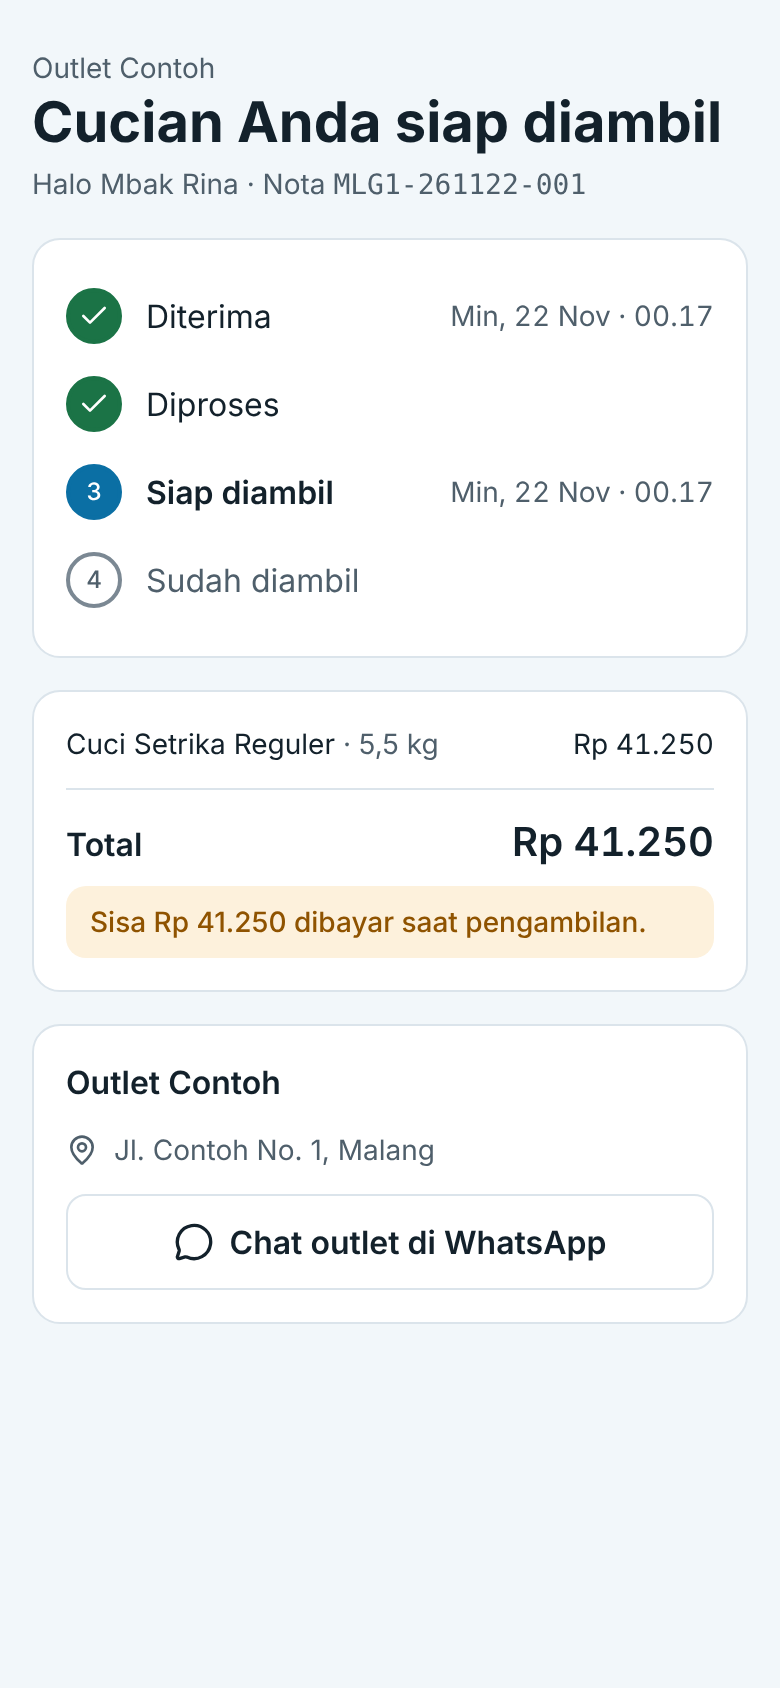 Outlet Contoh
Cucian Anda siap diambil
Halo Mbak Rina · Nota MLG1-261122-001
Diterima Min, 22 Nov · 00.17
Diproses
3 Siap diambil Min, 22 Nov · 00.17
4 Sudah diambil
Cuci Setrika Reguler · 5,5 kg Rp 41.250
Total Rp 41.250
Sisa Rp 41.250 dibayar saat pengambilan.
Outlet Contoh
Jl. Contoh No. 1, Malang
Chat outlet di WhatsApp